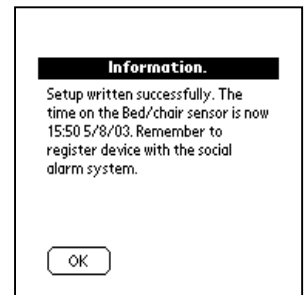 Information.
Setup written successfully. The
time on the Bed/chair sensor is now
15:50 5/8/03. Remember to
register device with the social
alarm system.
OK